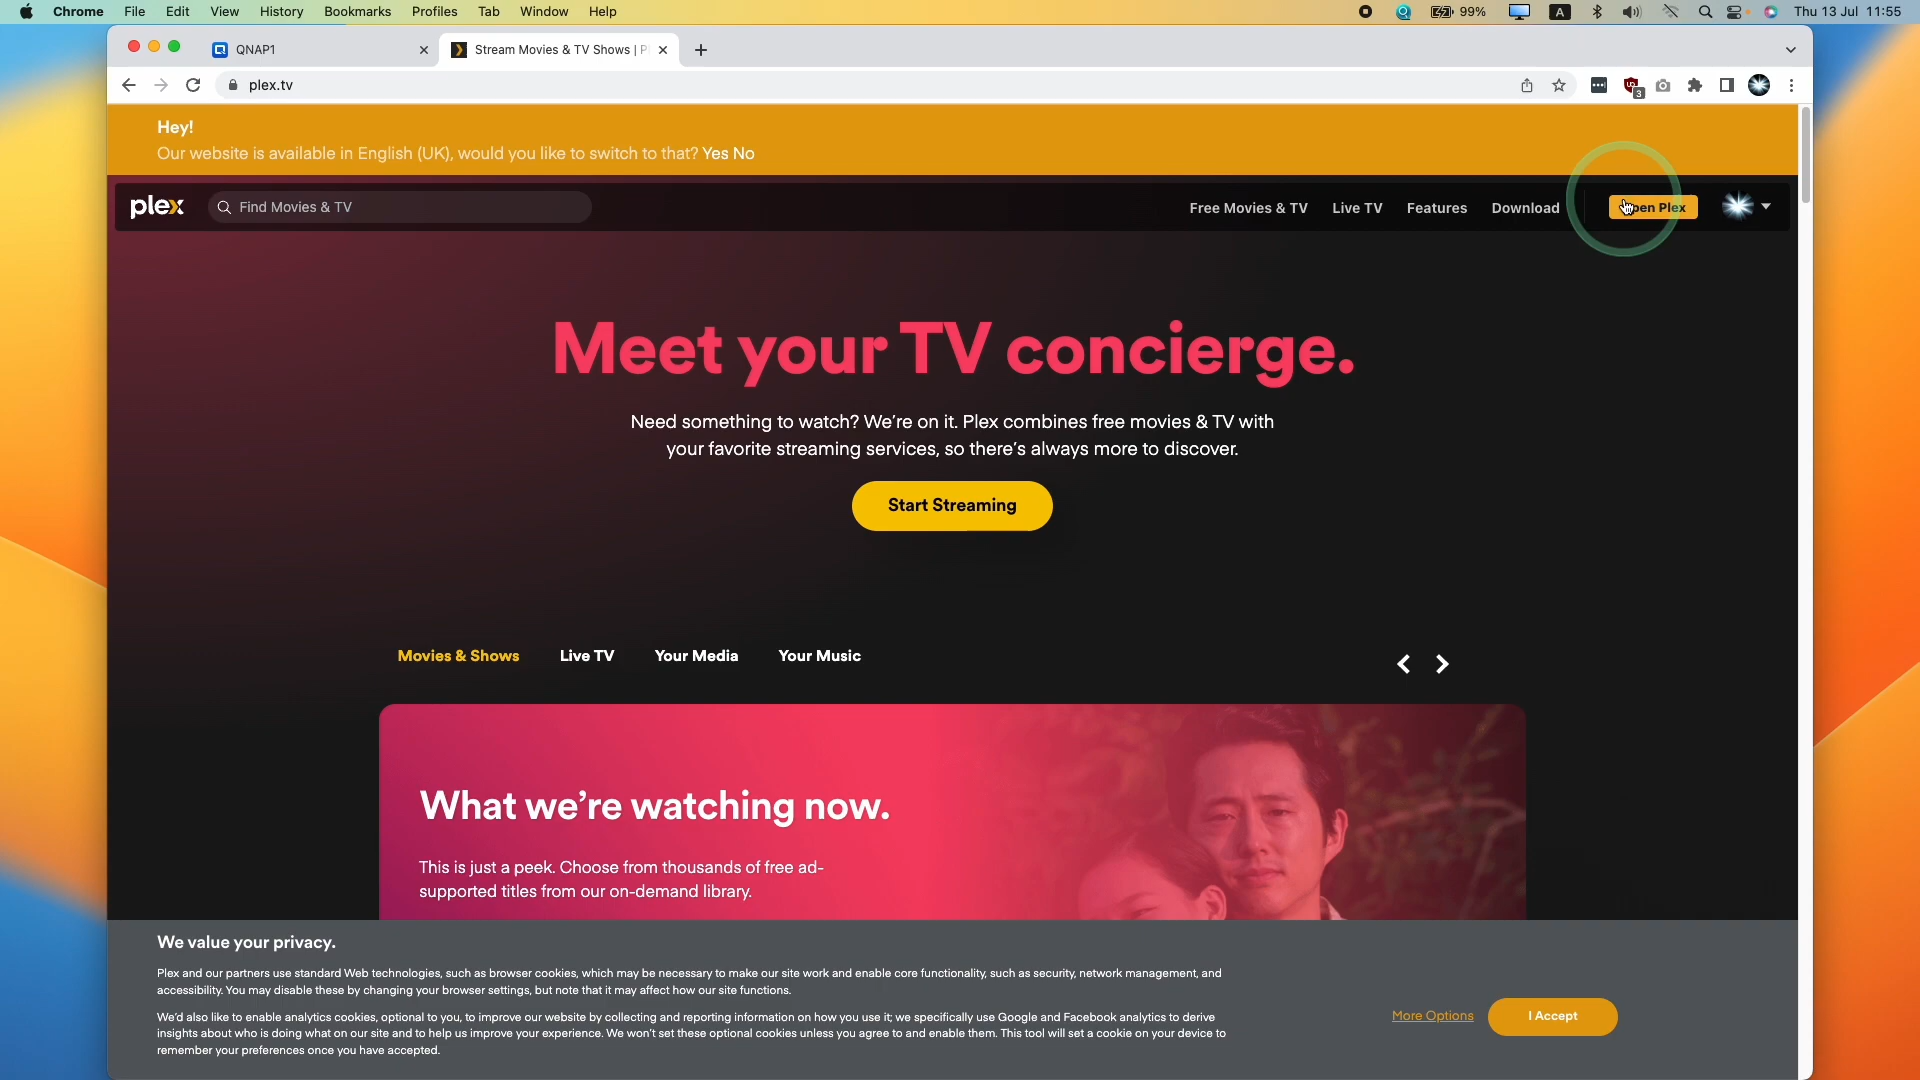 Chrome File Edit View History Bookmarks Profiles Tab Window Help 99% A Thu 13 Jul 11:55
QNAP1 Stream Movies & TV Shows | P
plex.tv 3
Hey!
Our website is available in English (UK), would you like to switch to that? Yes No
plex Find Movies & TV Free Movies & TV Live TV Features Download Plex
Meet your TV concierge.
Need something to watch? We're on it. Plex combines free movies & TV with
your favorite streaming services, so there's always more to discover.
Start Streaming
Movies & Shows Live TV Your Media Your Music
What we're watching now.
This is just a peek. Choose from thousands of free ad-
supported titles from our on-demand library.
We value your privacy.
Plex and our partners use standard Web technologies, such as browser cookies, which may be necessary to make our site work and enable core functionality, such as security, network management, and
accessibility. You may disable these by changing your browser settings, but note that it may affect how our site functions.
We'd also like to enable analytics cookies, optional to you, to improve our website by collecting and reporting information on how you use it; we specifically use Google and Facebook analytics to derive
insights about who is doing what on our site and to help us improve your experience. We won't set these optional cookies unless you agree to and enable them. This tool will set a cookie on your device to
remember your preferences once you have accepted.
More Options I Accept